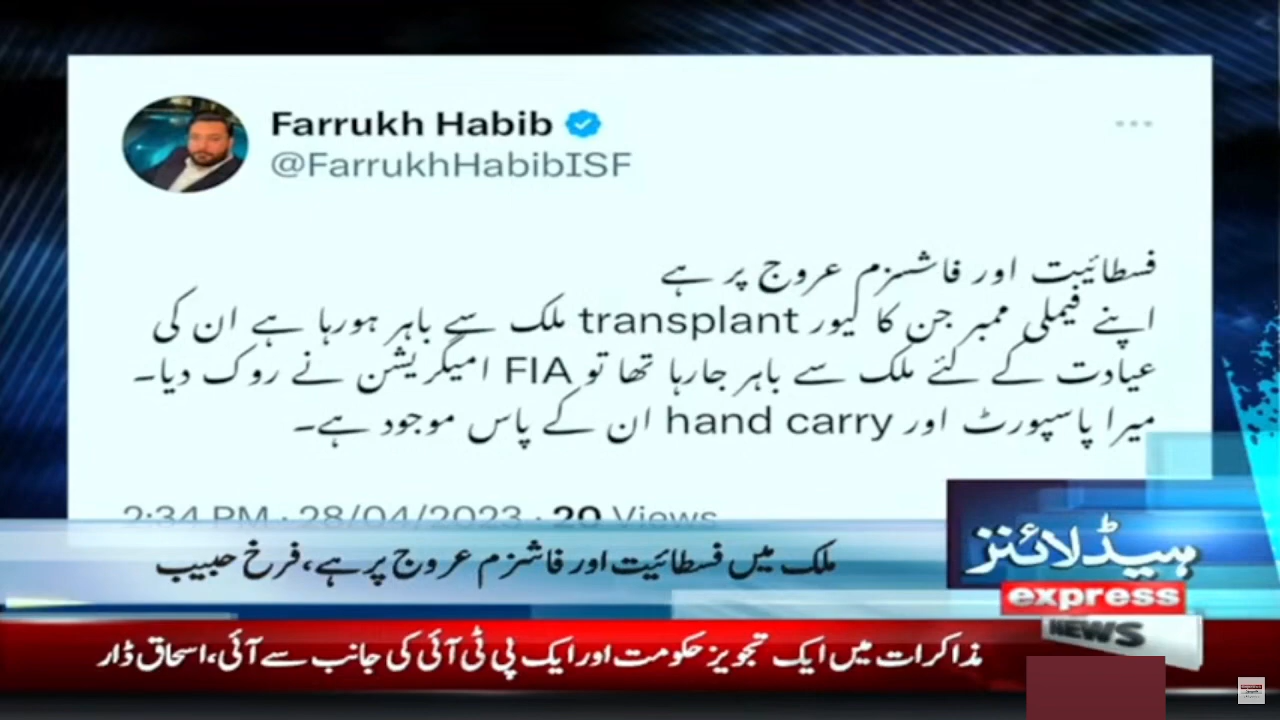 Farrukh Habib
@FarrukhHabibISF
فسطائیت اور فاشزم عروج پر ہے
اپنے فیملی ممبر جن کا لیور transplant ملک سے باہر ہورہا ہے ان کی
عیادت کے لئے ملک سے باہر جارہا تھا تو FIA امیگریشن نے روک دیا۔
میرا پاسپورٹ اور hand carry ان کے پاس موجود ہے۔
2:34 PM · 28/04/2023 · 20 Views
ملک میں فسطائیت اور فاشزم عروج پر ہے،فرخ حبیب
ہیڈلائنز
express
NEWS
مذاکرات میں ایک تجویز حکومت اور ایک پی ٹی آئی کی جانب سے آئی،اسحاق ڈار